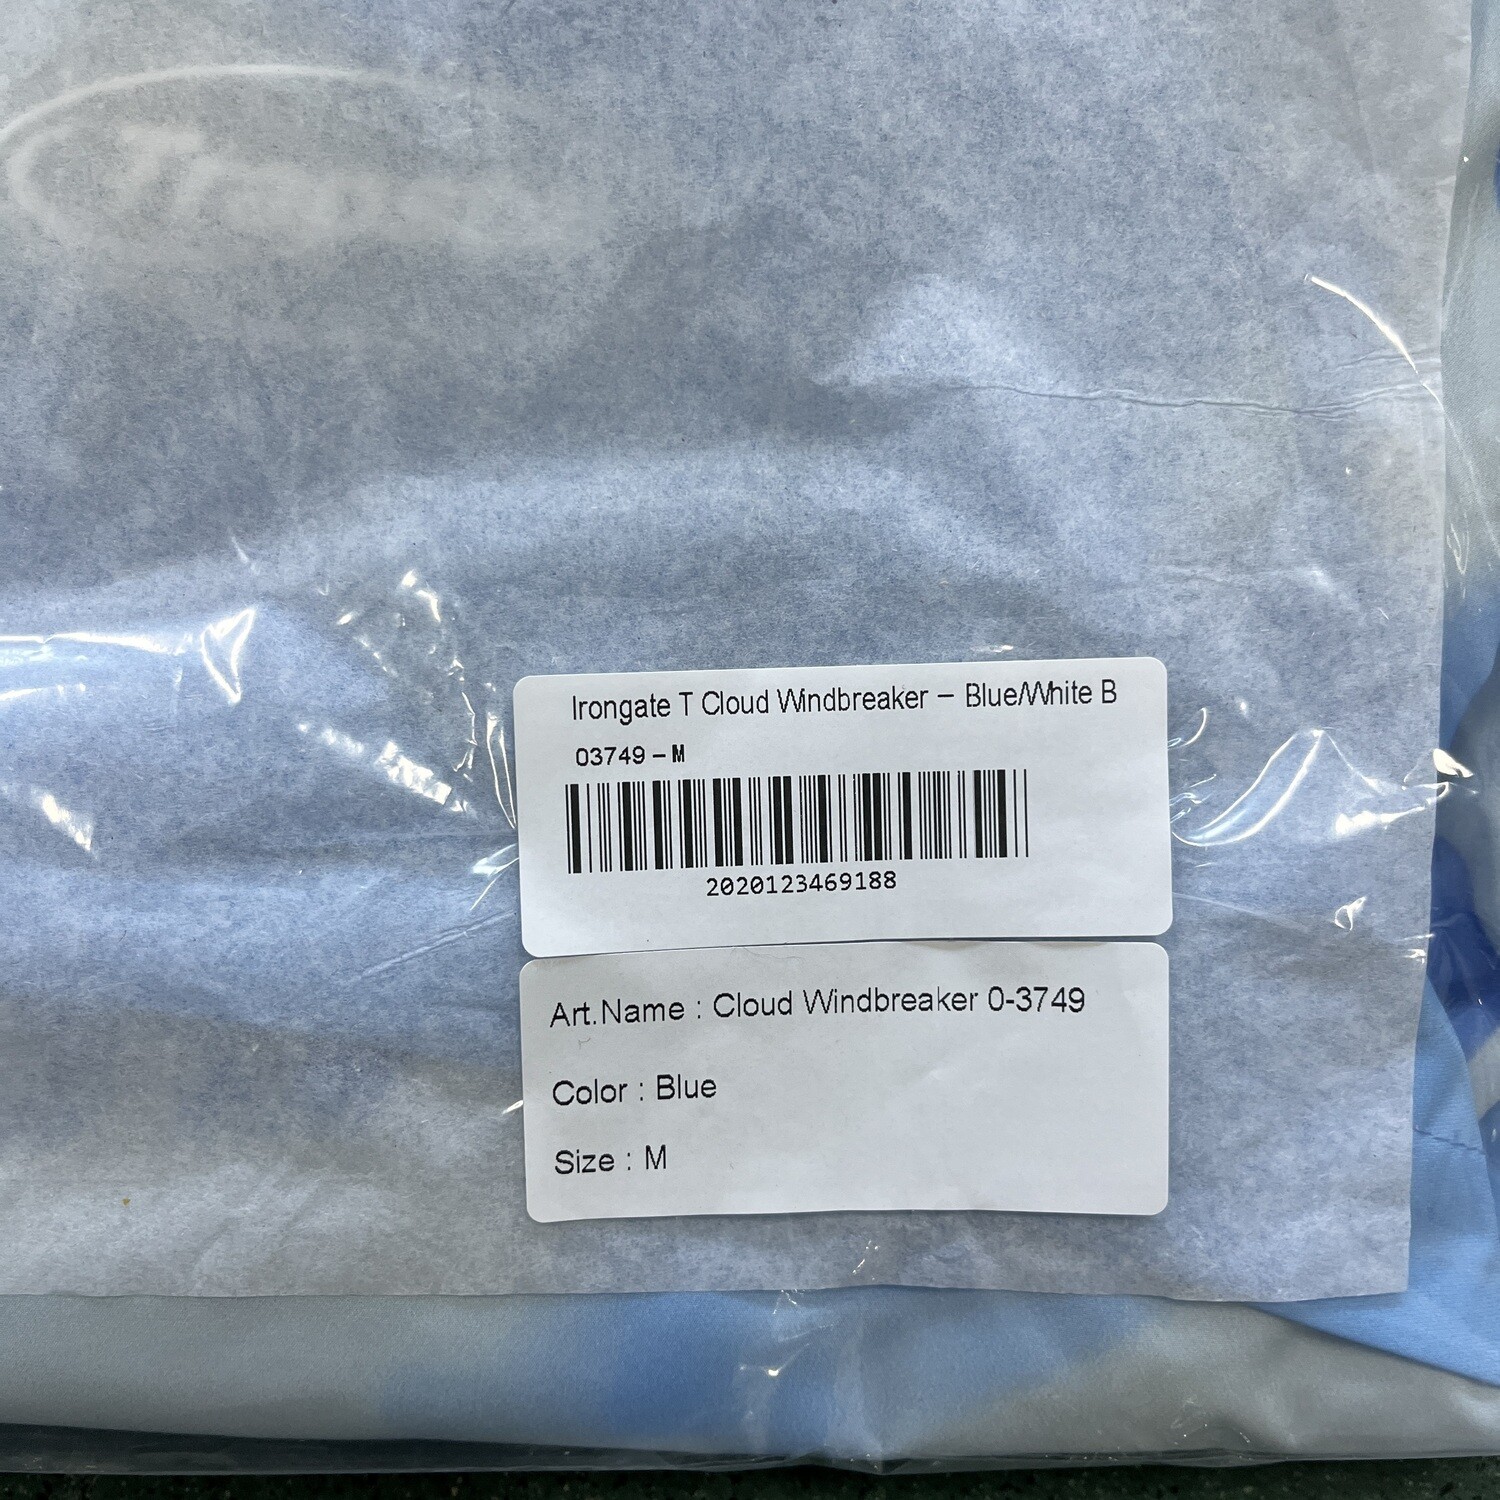 Irongate T Cloud Windbreaker – Blue/White B
03749 – M
2020123469188
Art.Name : Cloud Windbreaker 0-3749
Color : Blue
Size : M